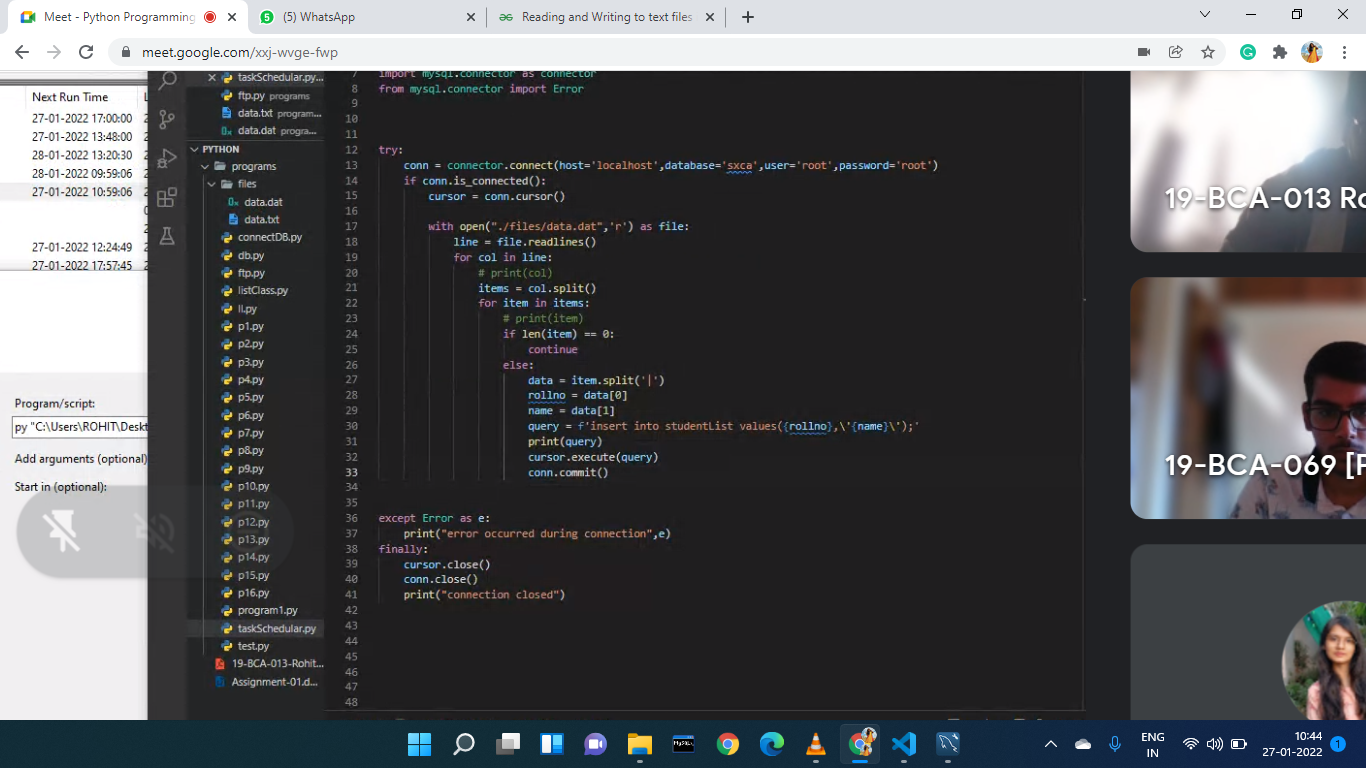 Meet - Python Programming
(5) WhatsApp
Reading and Writing to text files
meet.google.com/xxj-wvge-fwp
Next Run Time
27-01-2022 17:00:00
27-01-2022 13:48:00
28-01-2022 13:20:30
28-01-2022 09:59:06
27-01-2022 10:59:06
27-01-2022 12:24:49
27-01-2022 17:57:45
Program/script:
py "C:\Users\ROHIT\Deskt
Add arguments (optional)
Start in (optional):
taskSchedular.py...
ftp.py programs
data.txt program...
data.dat progra...
PYTHON
programs
files
data.dat
data.txt
connectDB.py
db.py
ftp.py
listClass.py
ll.py
p1.py
p2.py
p3.py
p4.py
p5.py
p6.py
p7.py
p8.py
p9.py
p10.py
p11.py
p12.py
p13.py
p14.py
p15.py
p16.py
program1.py
taskSchedular.py
test.py
19-BCA-013-Rohit...
Assignment-01.d...
7 import mysql.connector as connector
8 from mysql.connector import Error
9
10
11
12 try:
13 conn = connector.connect(host='localhost',database='sxca',user='root',password='root')
14 if conn.is_connected():
15 cursor = conn.cursor()
16
17 with open("./files/data.dat",'r') as file:
18 line = file.readlines()
19 for col in line:
20 # print(col)
21 items = col.split()
22 for item in items:
23 # print(item)
24 if len(item) == 0:
25 continue
26 else:
27 data = item.split('|')
28 rollno = data[0]
29 name = data[1]
30 query = f'insert into studentList values({rollno},\'{name}\');'
31 print(query)
32 cursor.execute(query)
33 conn.commit()
34
35
36 except Error as e:
37 print("error occurred during connection",e)
38 finally:
39 cursor.close()
40 conn.close()
41 print("connection closed")
42
43
44
45
46
47
48
19-BCA-013 Ro
19-BCA-069 [P
MySQL
ENG
IN
10:44
27-01-2022
1